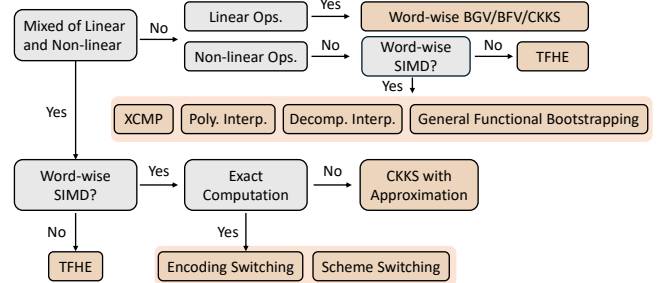 Mixed of Linear
and Non-linear
No
Linear Ops.
Yes
Word-wise BGV/BFV/CKKS
Non-linear Ops.
No
Word-wise
SIMD?
No
TFHE
Yes
XCMP
Poly. Interp.
Decomp. Interp.
General Functional Bootstrapping
Yes
Word-wise
SIMD?
Yes
Exact
Computation
No
CKKS with
Approximation
No
TFHE
Yes
Encoding Switching
Scheme Switching